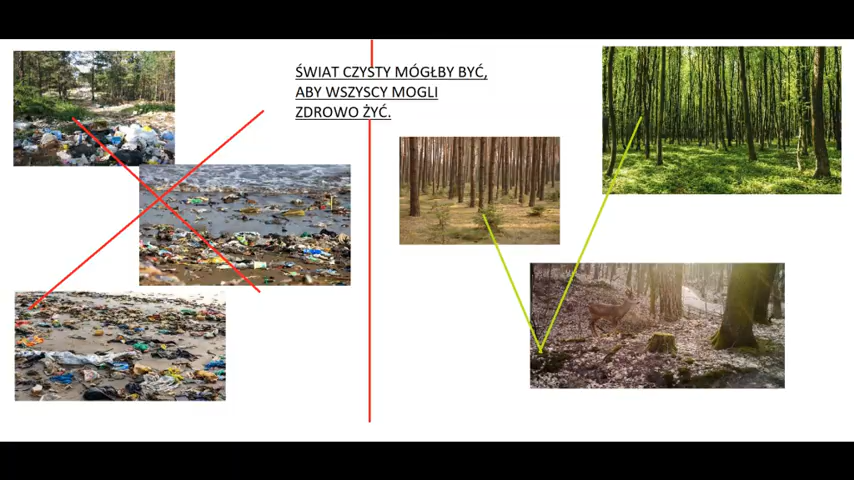 ŚWIAT CZYSTY MÓGŁBY BYĆ,
ABY WSZYSCY MOGLI
ZDROWO ŻYĆ.